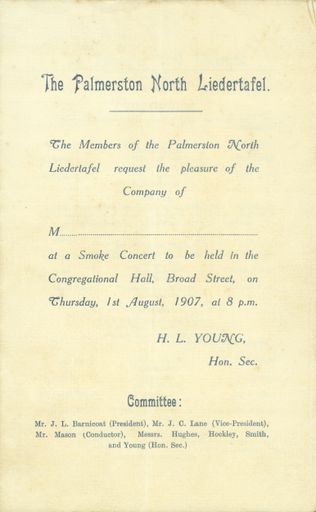 The Palmerston North Liedertafel.
The Members of the Palmerston North
Liedertafel request the pleasure of the
Company of
M...............................................................
at a Smoke Concert to be held in the
Congregational Hall, Broad Street, on
Thursday, 1st August, 1907, at 8 p.m.
H. L. YOUNG,
Hon. Sec.
Committee:
Mr. J. L. Barnicoat (President), Mr. J. C. Lane (Vice-President),
Mr. Mason (Conductor), Messrs. Hughes, Hockley, Smith,
and Young (Hon. Sec.)